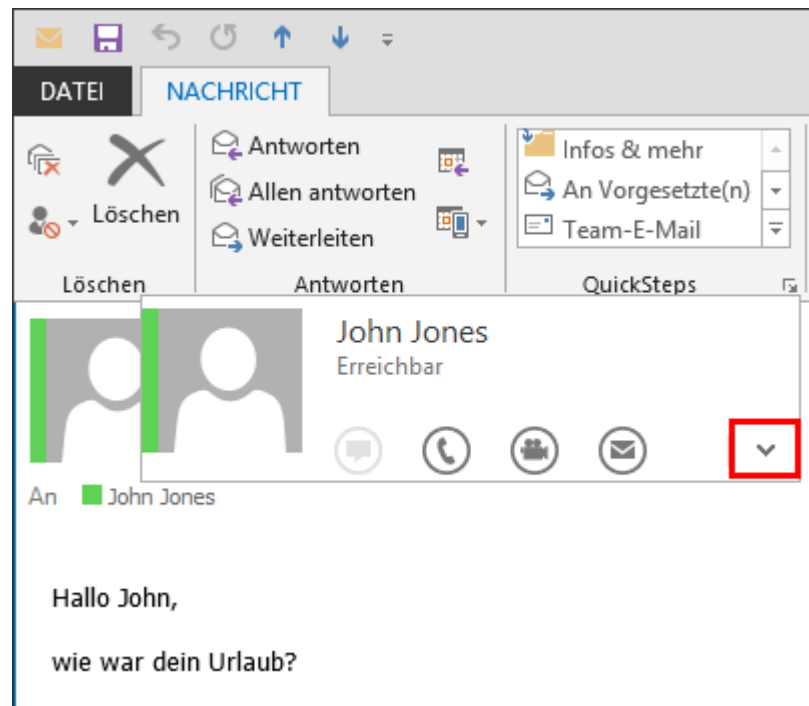 DATEI NACHRICHT
Antworten
Allen antworten
Weiterleiten
Löschen
Infos & mehr
An Vorgesetzte(n)
Team-E-Mail
Löschen Antworten QuickSteps
John Jones
Erreichbar
An John Jones
Hallo John,
wie war dein Urlaub?